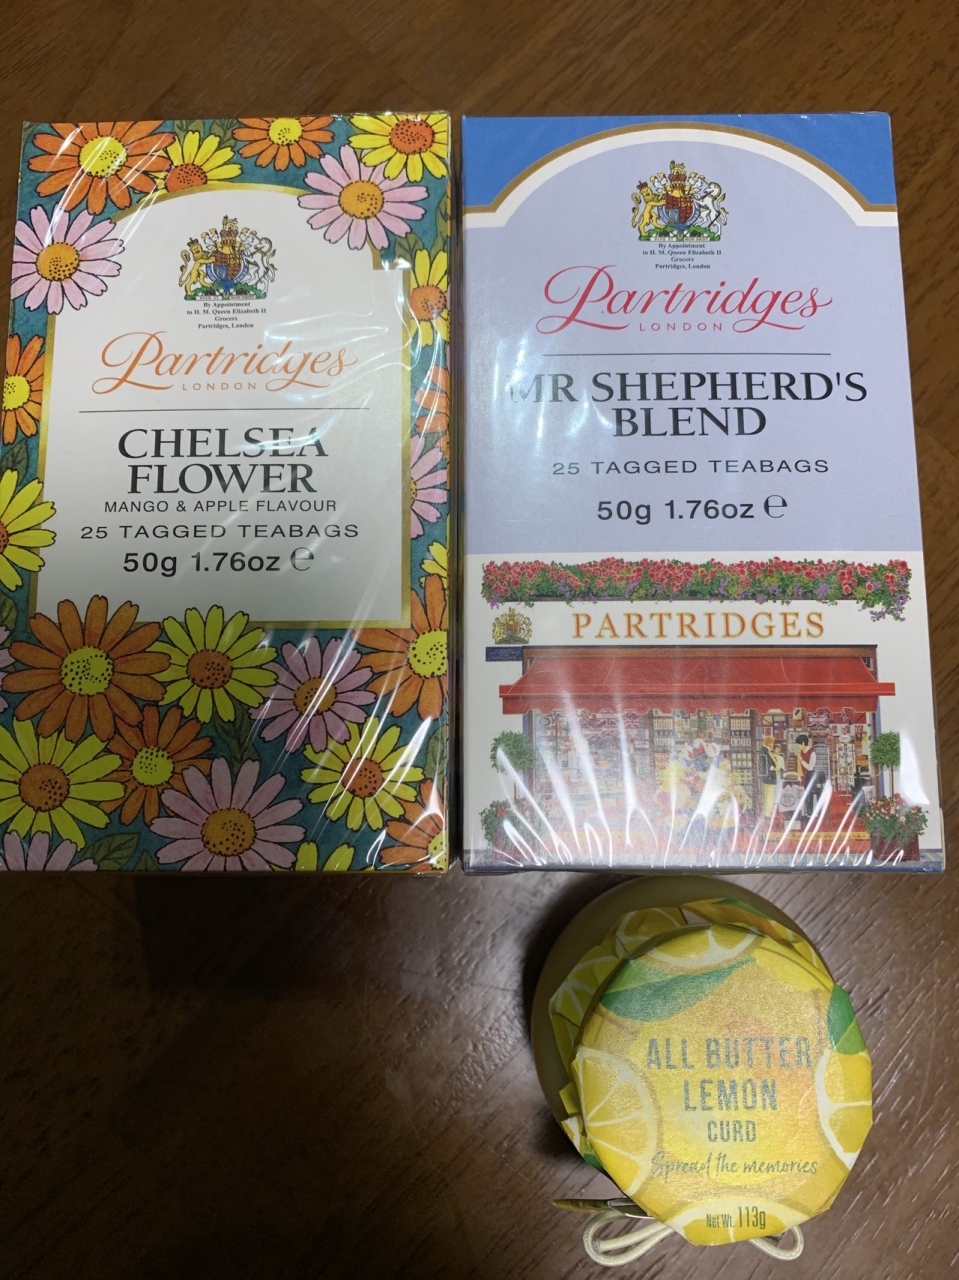 By Appointment
to H. M. Queen Elizabeth II
Grocers
Partridges, London
Partridges
LONDON
CHELSEA
FLOWER
MANGO & APPLE FLAVOUR
25 TAGGED TEABAGS
50g 1.76oz ℮
By Appointment
to H. M. Queen Elizabeth II
Grocers
Partridges, London
Partridges
LONDON
MR SHEPHERD'S
BLEND
25 TAGGED TEABAGS
50g 1.76oz ℮
PARTRIDGES
ALL BUTTER
LEMON
CURD
Spread the memories
Net Wt. 113g